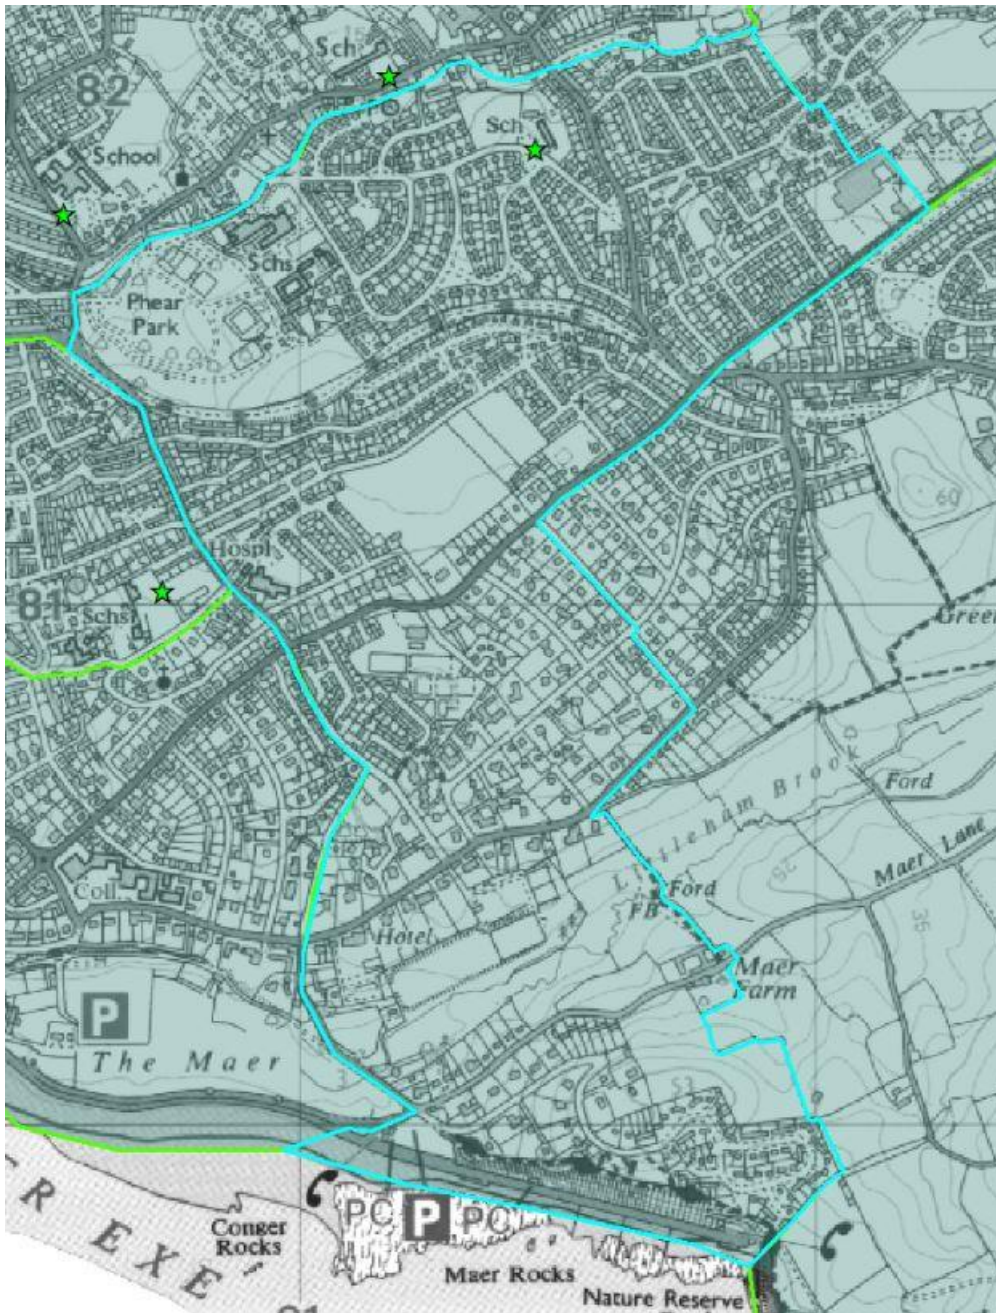 Sch
82
Sch
School
Schs
Phear
Park
60
Hospl
81
Schs
Green
Littleham Brook
Ford
Maer Lane
Coll
Ford
FB
Hotel
Maer
Farm
P
The Maer
53
PC P PC
Conger
Rocks
R EXE
Maer Rocks
Nature Reserve